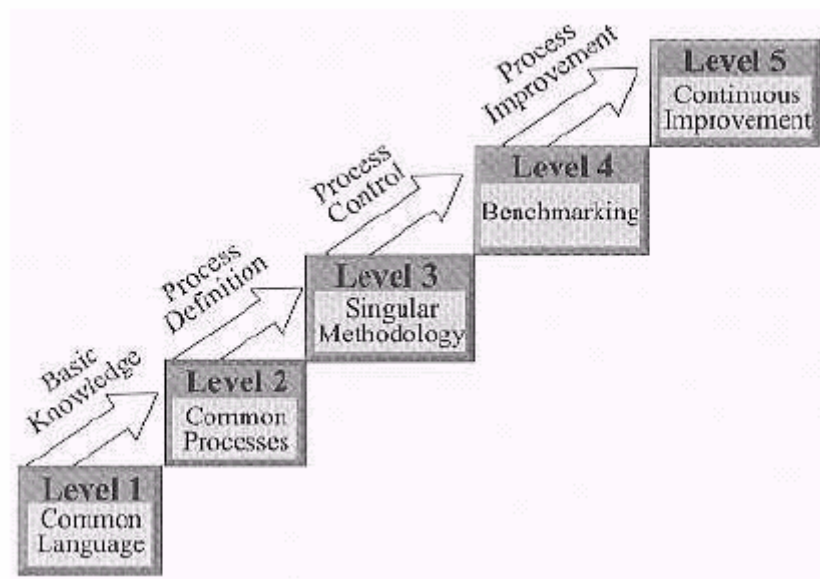 Level 1
Common
Language
Basic
Knowledge
Level 2
Common
Processes
Process
Definition
Level 3
Singular
Methodology
Process
Control
Level 4
Benchmarking
Process
Improvement
Level 5
Continuous
Improvement